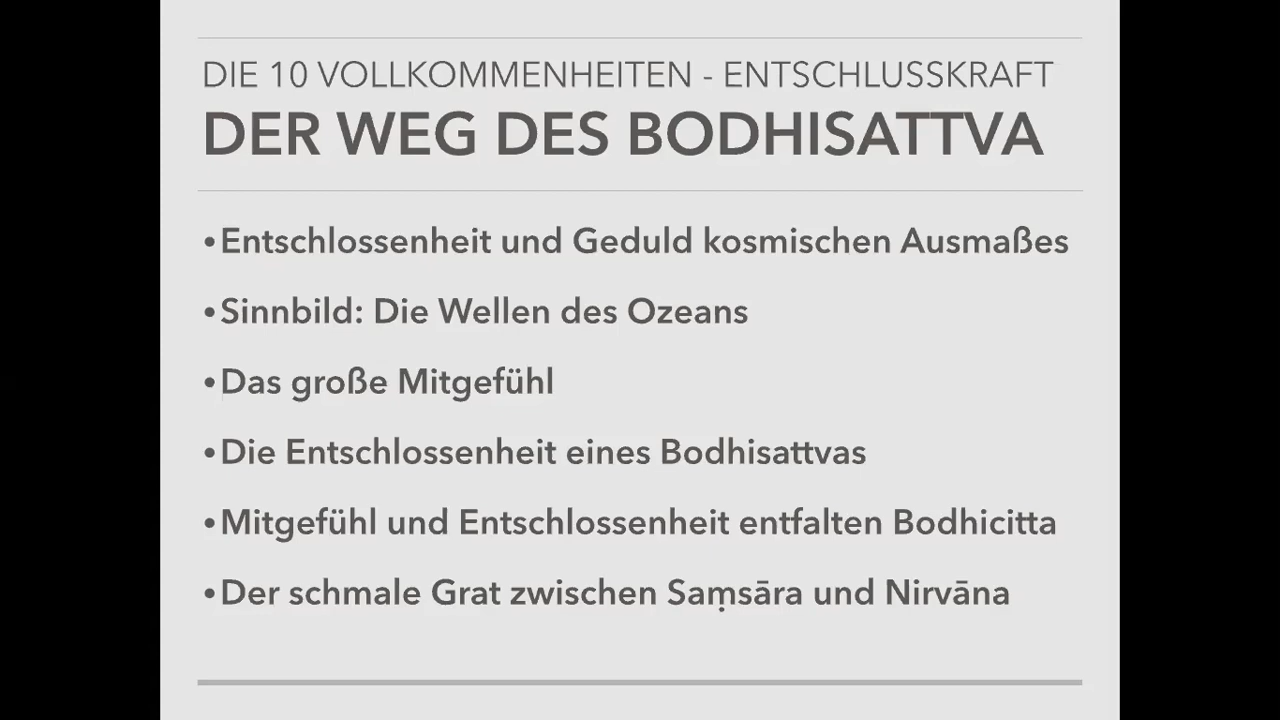 DIE 10 VOLLKOMMENHEITEN - ENTSCHLUSSKRAFT
DER WEG DES BODHISATTVA
•Entschlossenheit und Geduld kosmischen Ausmaßes
•Sinnbild: Die Wellen des Ozeans
•Das große Mitgefühl
•Die Entschlossenheit eines Bodhisattvas
•Mitgefühl und Entschlossenheit entfalten Bodhicitta
•Der schmale Grat zwischen Saṃsāra und Nirvāna